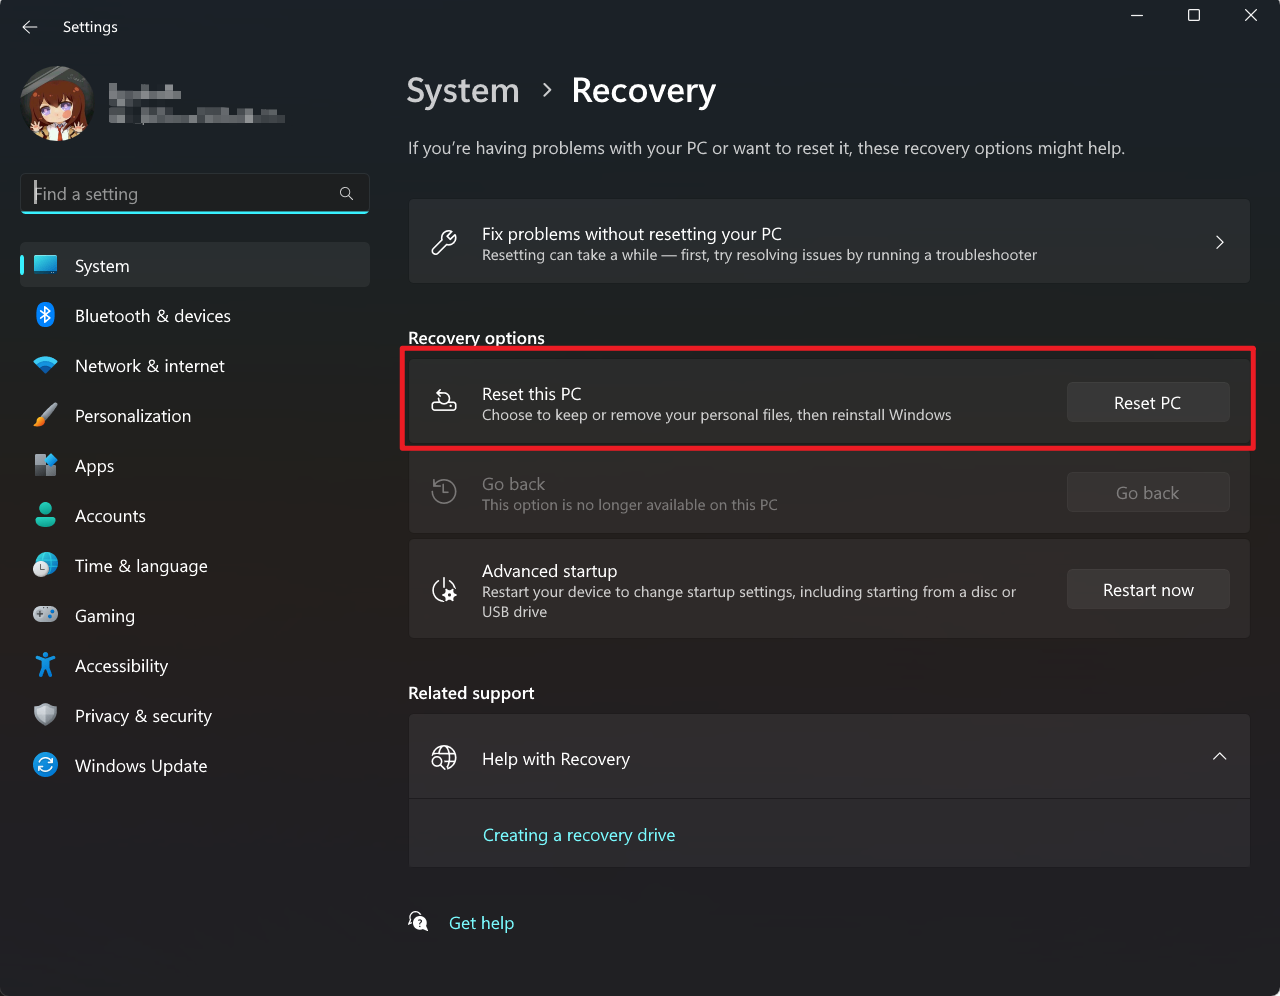 Settings
Find a setting
System
Bluetooth & devices
Network & internet
Personalization
Apps
Accounts
Time & language
Gaming
Accessibility
Privacy & security
Windows Update
System > Recovery
If you’re having problems with your PC or want to reset it, these recovery options might help.
Fix problems without resetting your PC
Resetting can take a while — first, try resolving issues by running a troubleshooter
Recovery options
Reset this PC
Choose to keep or remove your personal files, then reinstall Windows
Reset PC
Go back
This option is no longer available on this PC
Go back
Advanced startup
Restart your device to change startup settings, including starting from a disc or
USB drive
Restart now
Related support
Help with Recovery
Creating a recovery drive
Get help